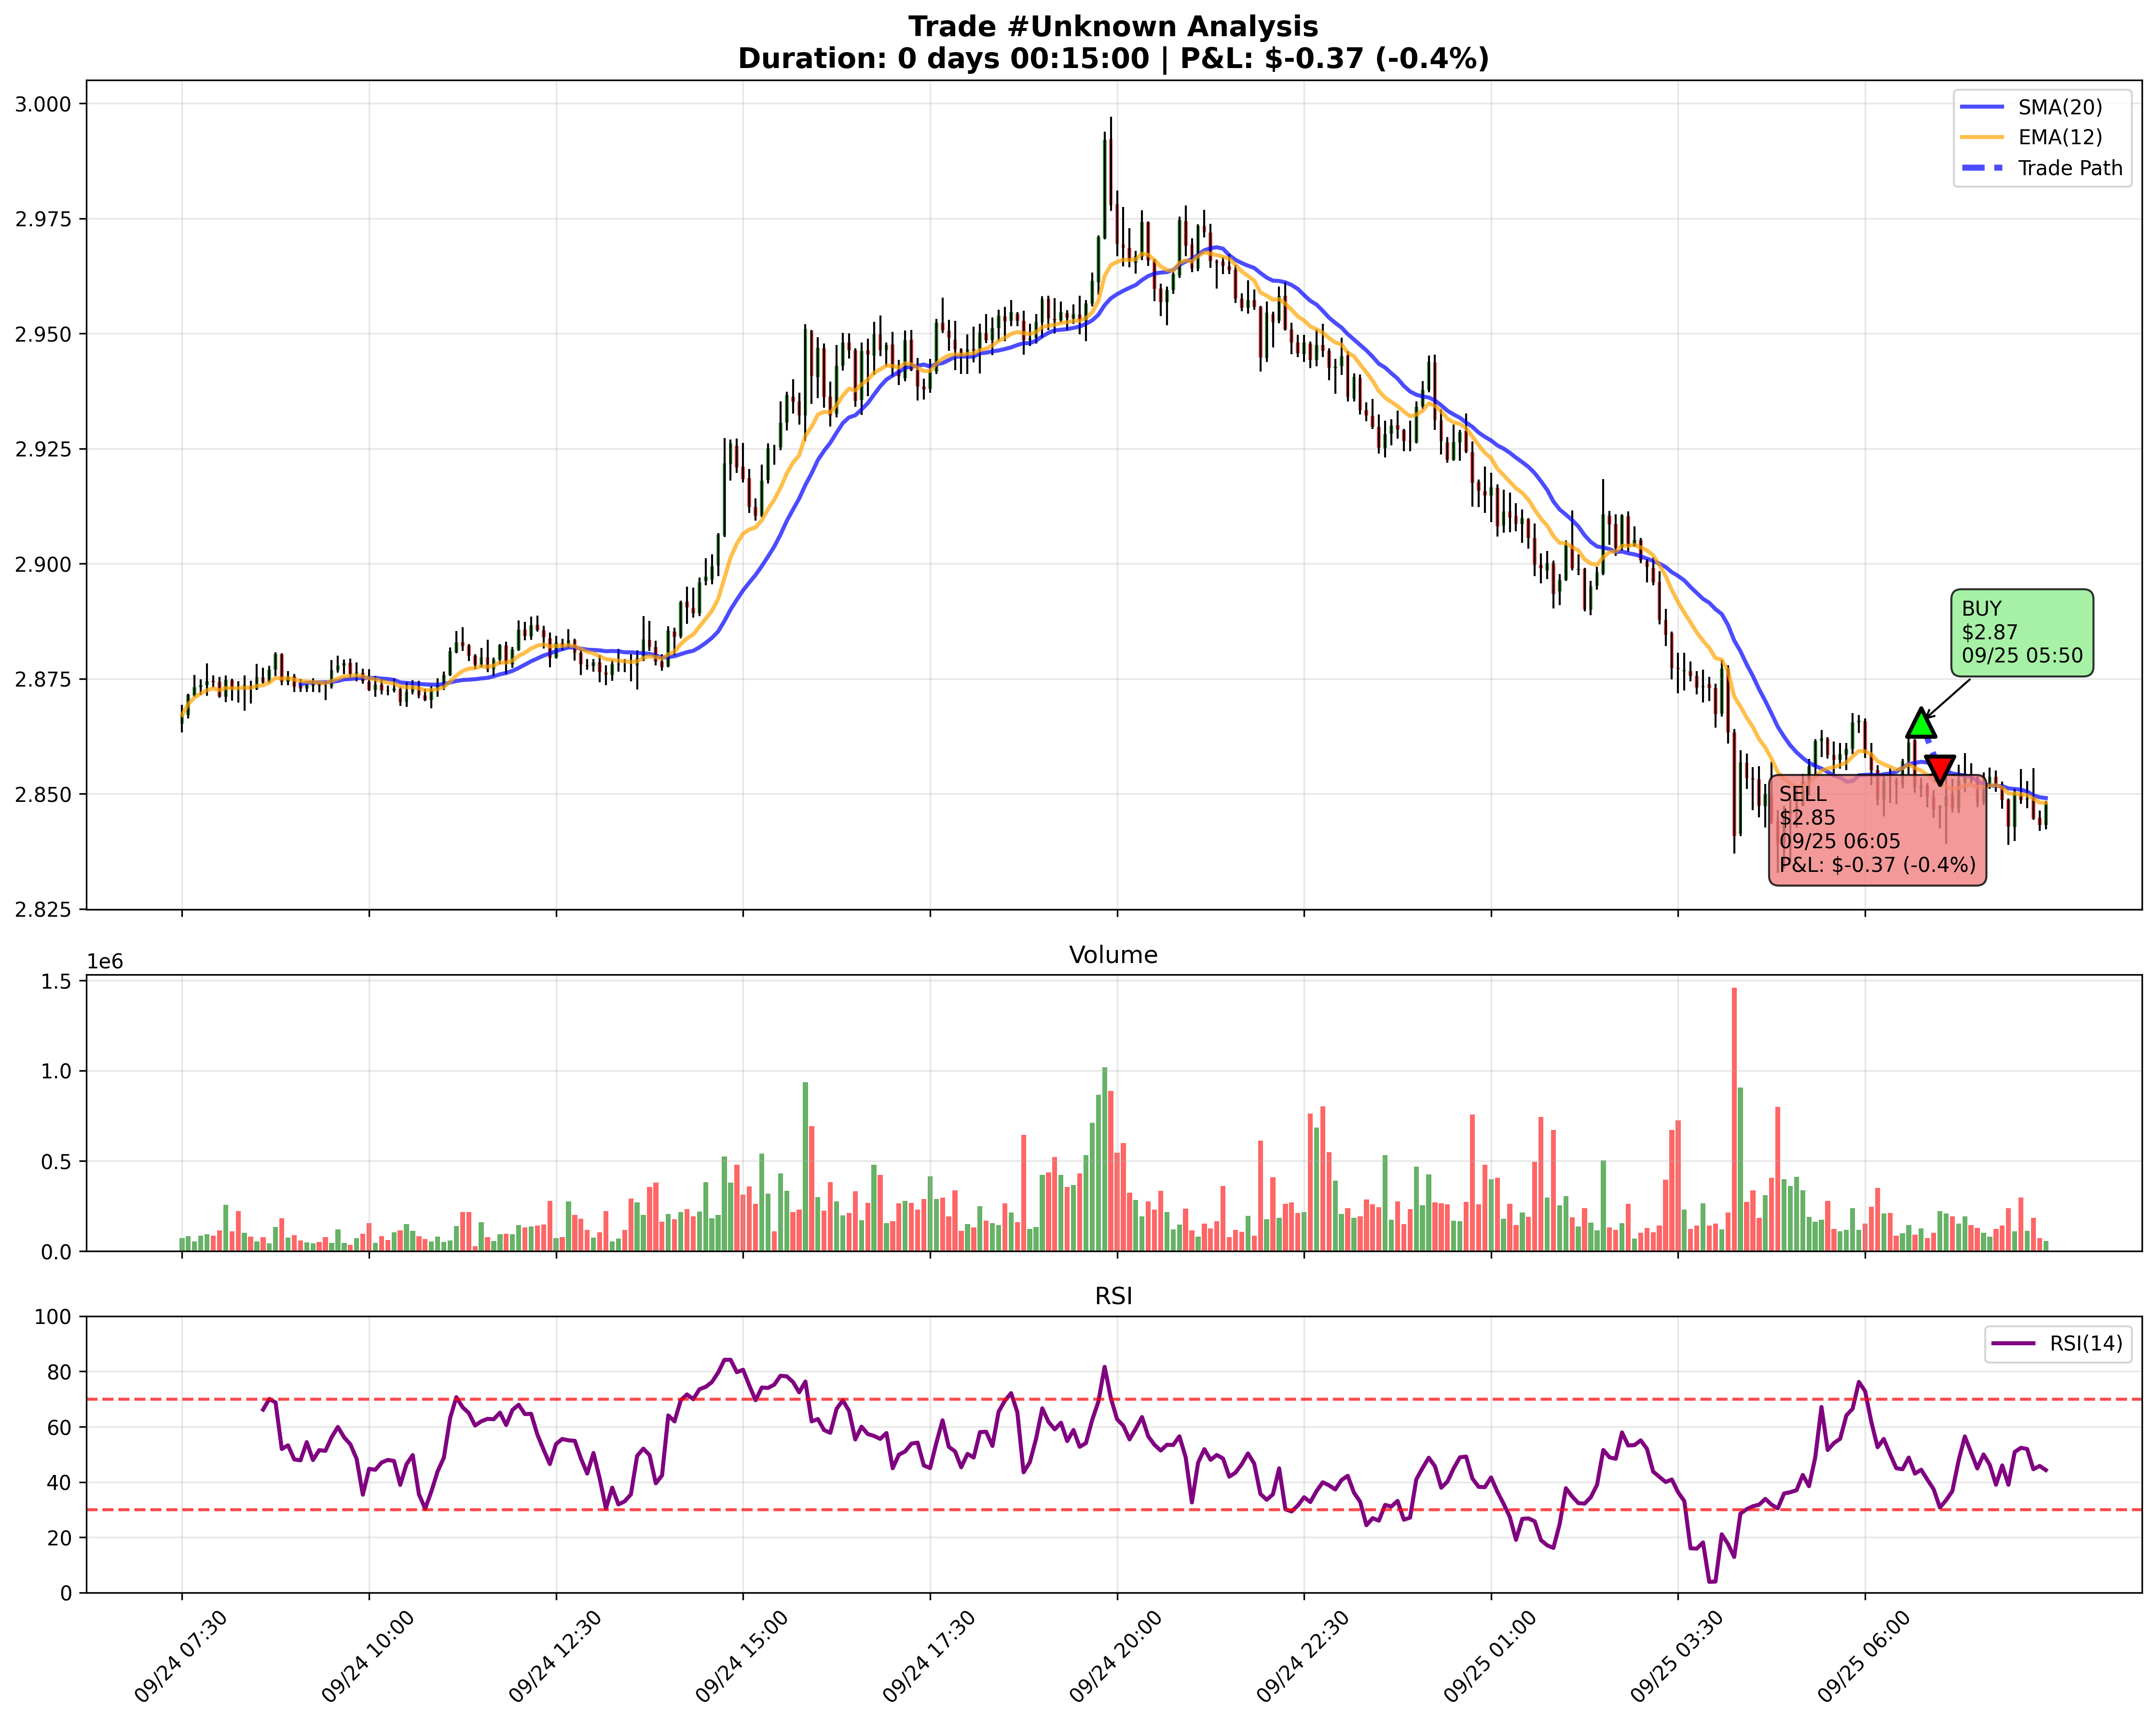 Trade #Unknown Analysis
Duration: 0 days 00:15:00 | P&L: $-0.37 (-0.4%)
3.000
2.975
2.950
2.925
2.900
2.875
2.850
2.825
SMA(20)
EMA(12)
Trade Path
BUY
$2.87
09/25 05:50
SELL
$2.85
09/25 06:05
P&L: $-0.37 (-0.4%)
Volume
1e6
1.5
1.0
0.5
0.0
RSI
100
80
60
40
20
0
RSI(14)
09/24 07:30
09/24 10:00
09/24 12:30
09/24 15:00
09/24 17:30
09/24 20:00
09/24 22:30
09/25 01:00
09/25 03:30
09/25 06:00